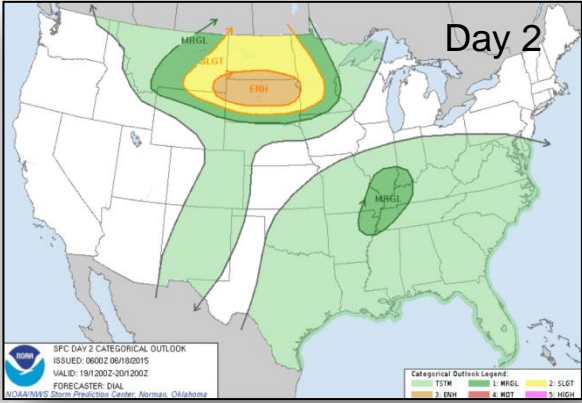 Day 2
MRGL
SLGT
ENH
MRGL
NOAA
SPC DAY 2 CATEGORICAL OUTLOOK
ISSUED: 0600Z 06/18/2015
VALID: 19/1200Z-20/1200Z
FORECASTER: DIAL
NOAA/NWS Storm Prediction Center, Norman, Oklahoma
Categorical Outlook Legend:
TSTM 1: MRGL 2: SLGT
3: ENH 4: MDT 5: HIGH